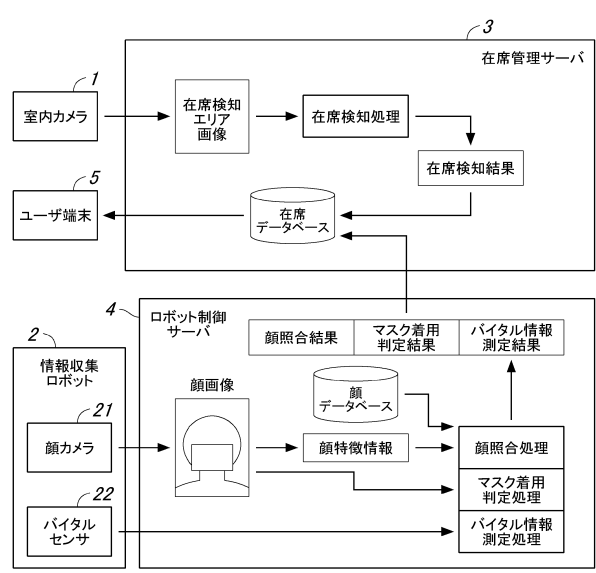 3
在席管理サーバ
1
室内カメラ
在席検知
エリア
画像
在席検知処理
在席検知結果
5
ユーザ端末
在席
データベース
4
ロボット制御
サーバ
顔照合結果
マスク着用
判定結果
バイタル情報
測定結果
2
情報収集
ロボット
顔画像
顔
データベース
21
顔カメラ
顔特徴情報
顔照合処理
マスク着用
判定処理
22
バイタル
センサ
バイタル情報
測定処理